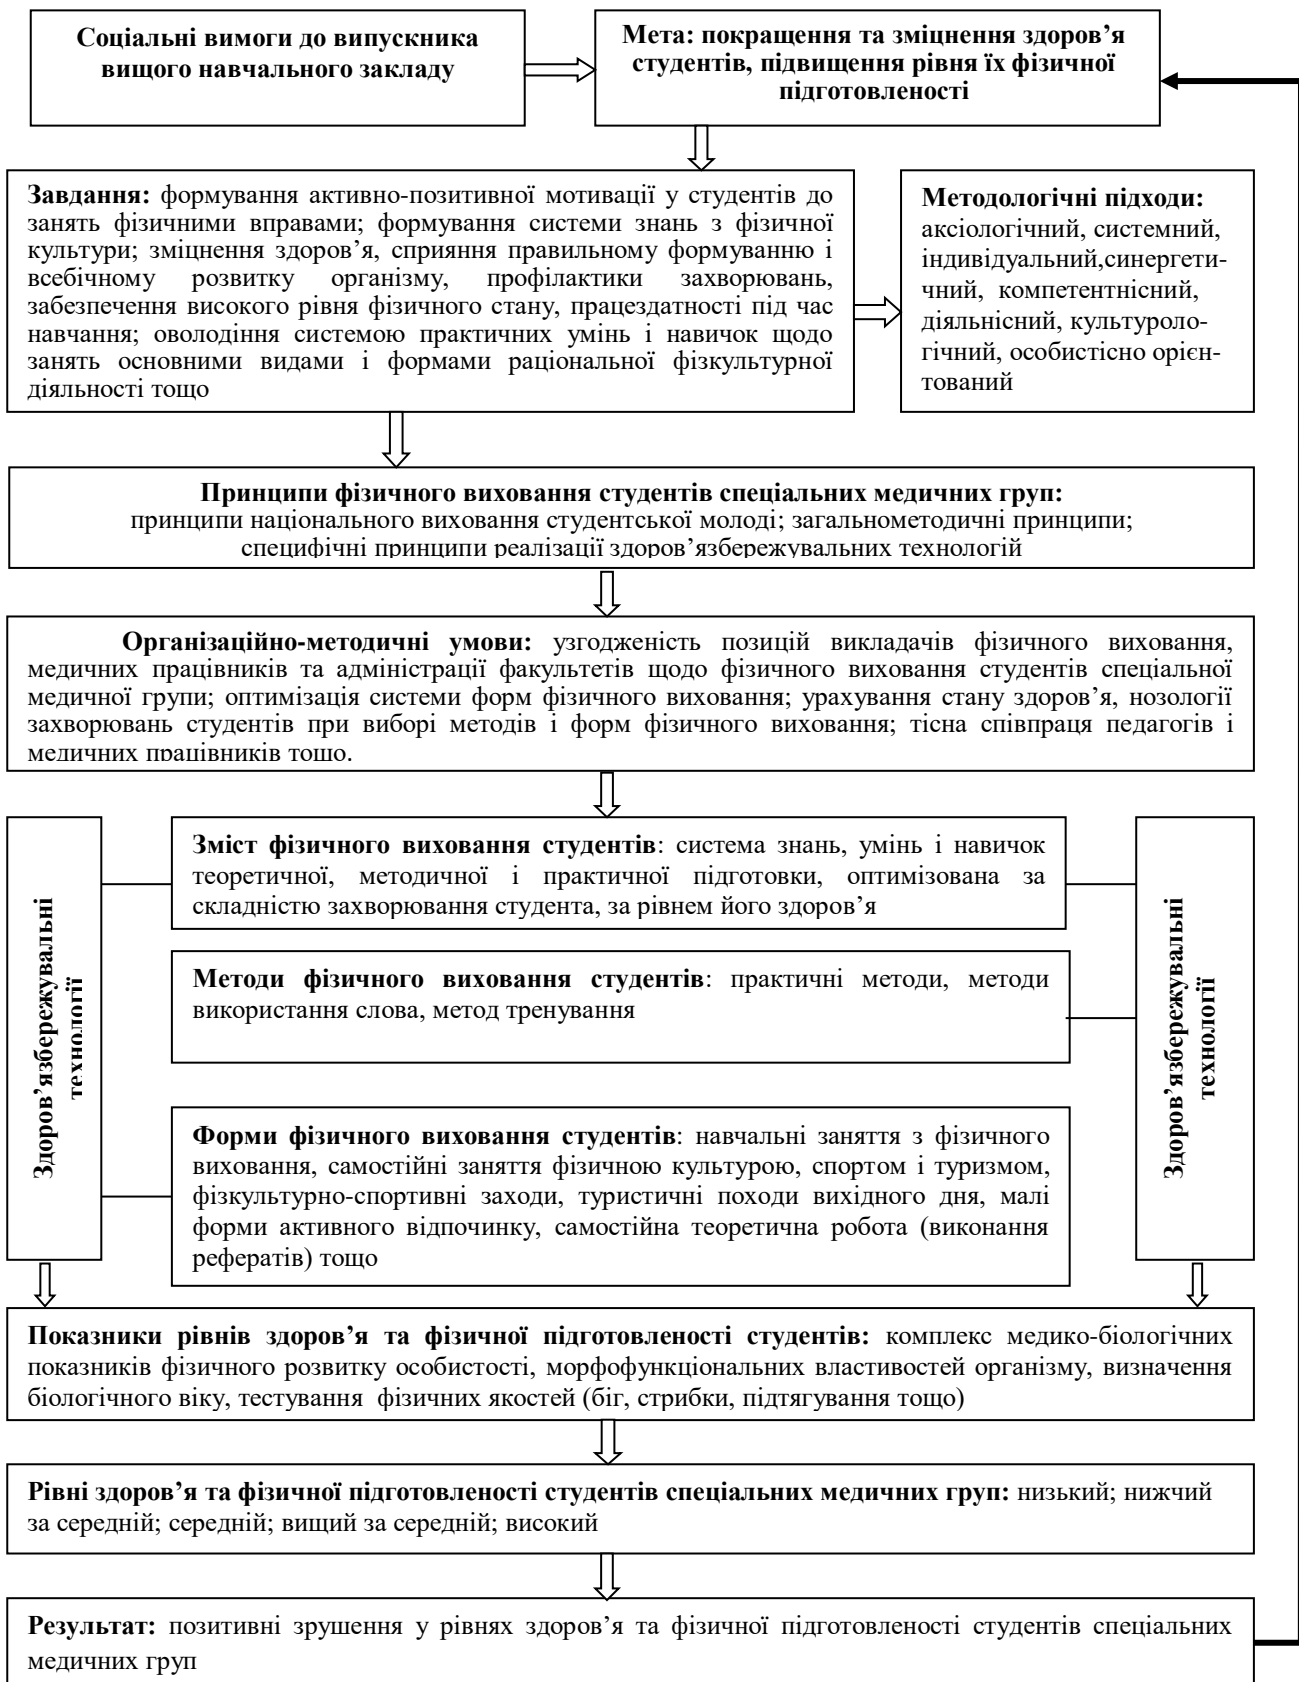 Соціальні вимоги до випускника
вищого навчального закладу
Мета: покращення та зміцнення здоров’я
студентів, підвищення рівня їх фізичної
підготовленості
Завдання: формування активно-позитивної мотивації у студентів до
занять фізичними вправами; формування системи знань з фізичної
культури; зміцнення здоров’я, сприяння правильному формуванню і
всебічному розвитку організму, профілактики захворювань,
забезпечення високого рівня фізичного стану, працездатності під час
навчання; оволодіння системою практичних умінь і навичок щодо
занять основними видами і формами раціональної фізкультурної
діяльності тощо
Методологічні підходи:
аксіологічний, системний,
індивідуальний,синергети-
чний, компетентнісний,
діяльнісний, культуроло-
гічний, особистісно орієн-
тований
Принципи фізичного виховання студентів спеціальних медичних груп:
принципи національного виховання студентської молоді; загальнометодичні принципи;
специфічні принципи реалізації здоров’язбережувальних технологій
Організаційно-методичні умови: узгодженість позицій викладачів фізичного виховання,
медичних працівників та адміністрації факультетів щодо фізичного виховання студентів спеціальної
медичної групи; оптимізація системи форм фізичного виховання; урахування стану здоров’я, нозології
захворювань студентів при виборі методів і форм фізичного виховання; тісна співпраця педагогів і
медичних працівників тощо.
Здоров’язбережувальні
технології
Зміст фізичного виховання студентів: система знань, умінь і навичок
теоретичної, методичної і практичної підготовки, оптимізована за
складністю захворювання студента, за рівнем його здоров’я
Методи фізичного виховання студентів: практичні методи, методи
використання слова, метод тренування
Форми фізичного виховання студентів: навчальні заняття з фізичного
виховання, самостійні заняття фізичною культурою, спортом і туризмом,
фізкультурно-спортивні заходи, туристичні походи вихідного дня, малі
форми активного відпочинку, самостійна теоретична робота (виконання
рефератів) тощо
Здоров’язбережувальні
технології
Показники рівнів здоров’я та фізичної підготовленості студентів: комплекс медико-біологічних
показників фізичного розвитку особистості, морфофункціональних властивостей організму, визначення
біологічного віку, тестування фізичних якостей (біг, стрибки, підтягування тощо)
Рівні здоров’я та фізичної підготовленості студентів спеціальних медичних груп: низький; нижчий
за середній; середній; вищий за середній; високий
Результат: позитивні зрушення у рівнях здоров’я та фізичної підготовленості студентів спеціальних
медичних груп